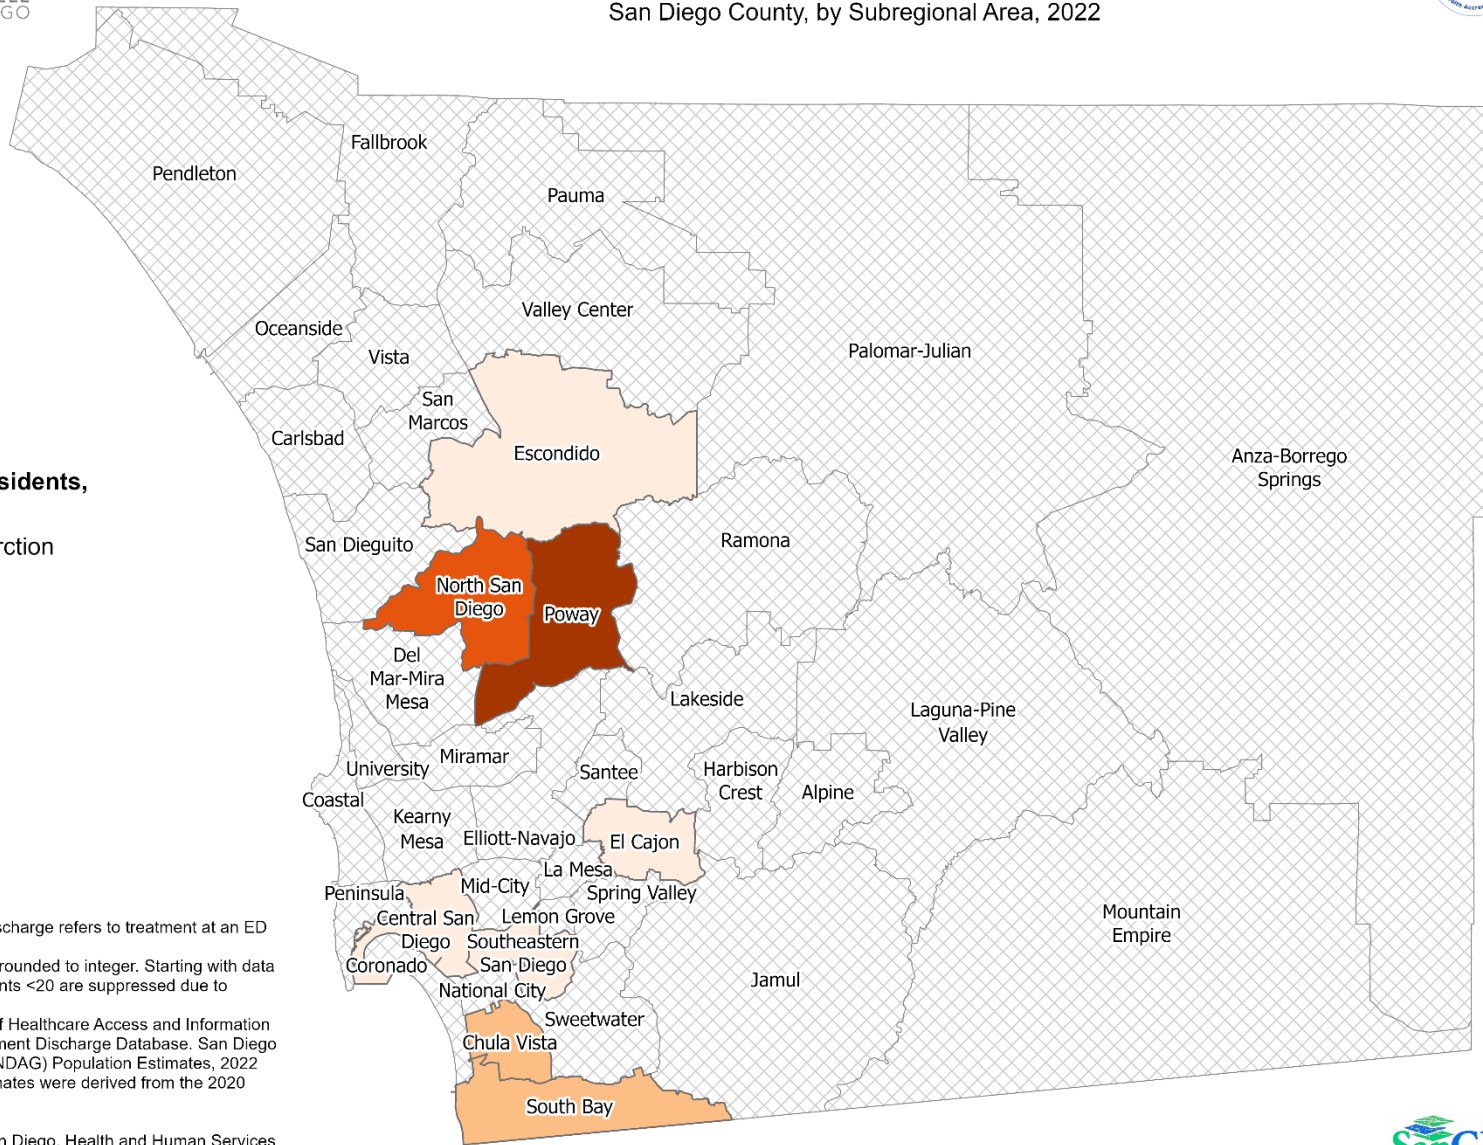 GO
San Diego County, by Subregional Area, 2022
Fallbrook
Pendleton
Pauma
Valley Center
Oceanside
Vista
Palomar-Julian
San
Marcos
Carlsbad
Escondido
Anza-Borrego
Springs
sidents,
rction
San Dieguito
Ramona
North San
Diego
Poway
Del
Mar-Mira
Mesa
Lakeside
Laguna-Pine
Valley
Miramar
University
Santee
Harbison
Crest
Alpine
Coastal
Kearny
Mesa
Elliott-Navajo
El Cajon
La Mesa
Mid-City
Spring Valley
Peninsula
Central San
Diego
Lemon Grove
Southeastern
San Diego
Mountain
Empire
Coronado
Jamul
National City
Sweetwater
Chula Vista
South Bay
scharge refers to treatment at an ED
rounded to integer. Starting with data
nts <20 are suppressed due to
f Healthcare Access and Information
ment Discharge Database. San Diego
NDAG) Population Estimates, 2022
mates were derived from the 2020
n Diego, Health and Human Services